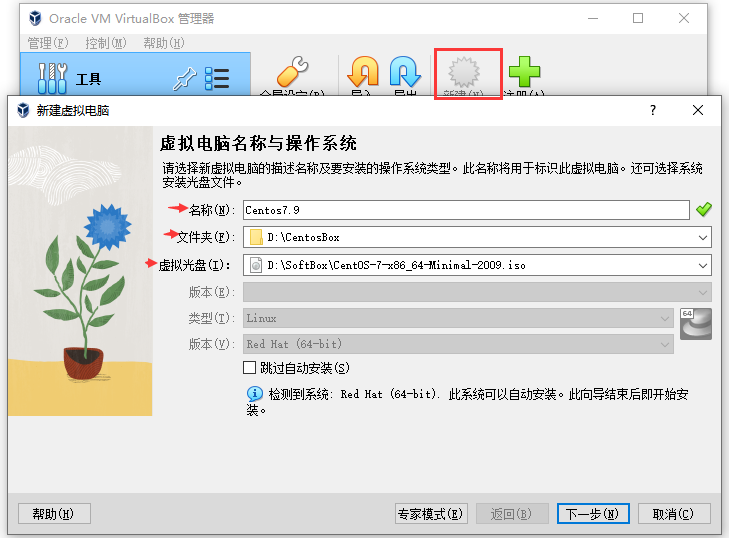 Oracle VM VirtualBox 管理器
管理(F) 控制(M) 帮助(H)
工具
全局设定(P) 导入 导出 新建(N) 注册(A)
新建虚拟电脑
?
虚拟电脑名称与操作系统
请选择新虚拟电脑的描述名称及要安装的操作系统类型。此名称将用于标识此虚拟电脑。还可选择系统
安装光盘文件。
名称(N): Centos7.9
文件夹(F): D:\CentosBox
虚拟光盘(I): D:\SoftBox\CentOS-7-x86_64-Minimal-2009.iso
版本(E):
类型(T): Linux
64
版本(V): Red Hat (64-bit)
跳过自动安装(S)
检测到系统: Red Hat (64-bit). 此系统可以自动安装。此向导结束后即开始安
装。
帮助(H) 专家模式(E) 返回(B) 下一步(N) 取消(C)